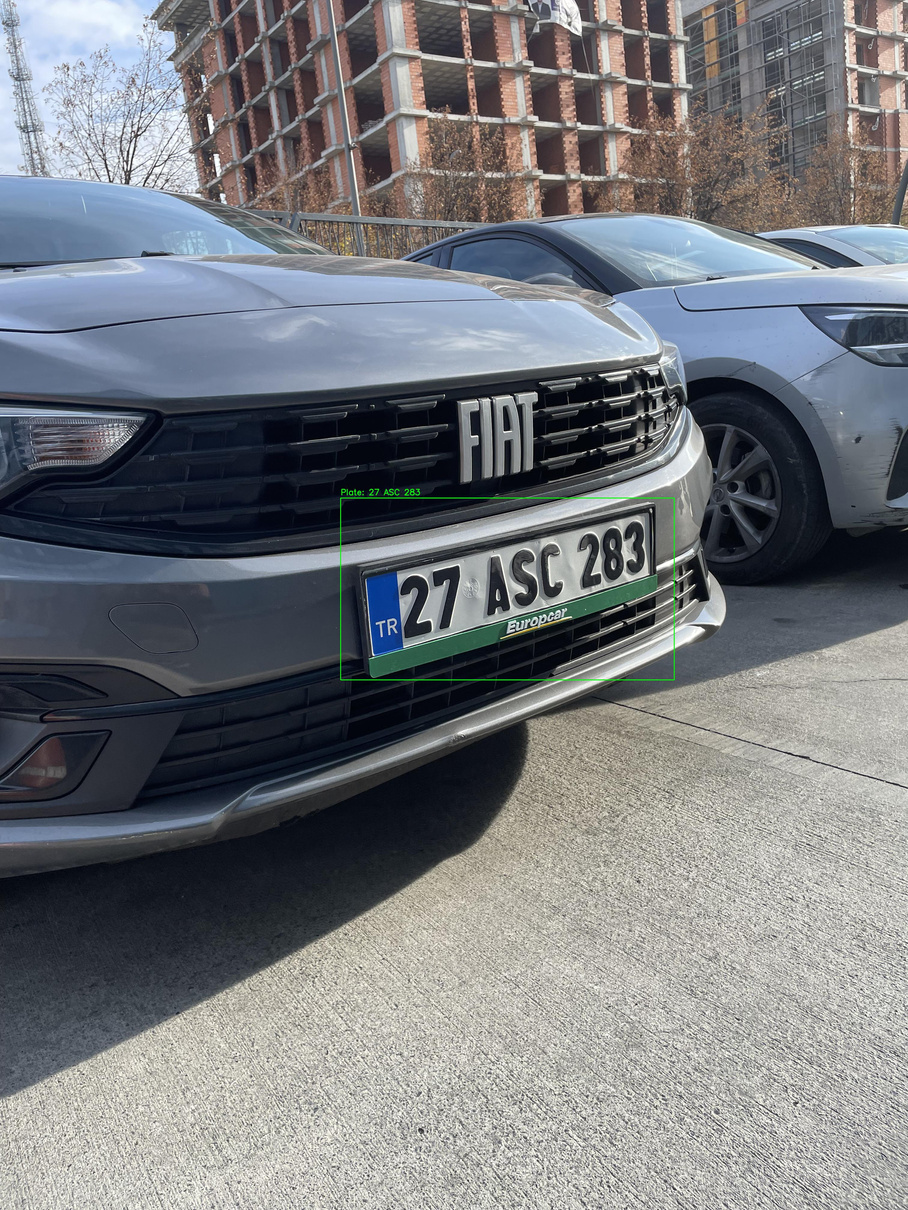 FIAT
Plate: 27 ASC 283
TR 27 ASC 283
Europcar